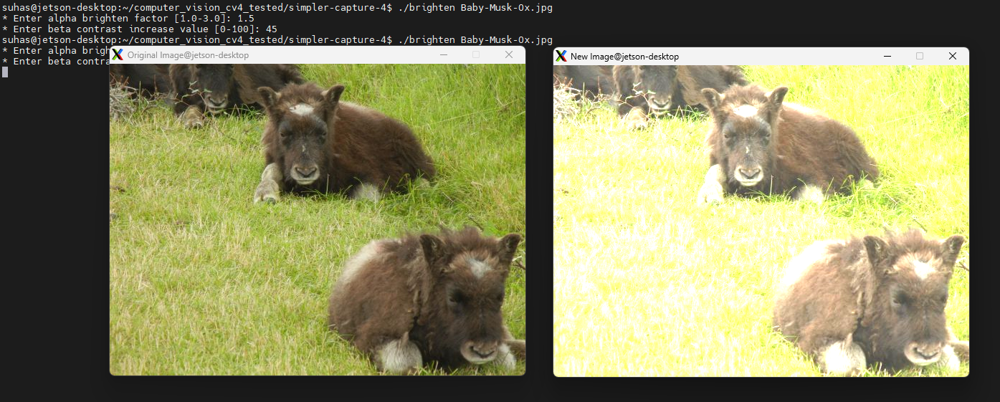 suhas@jetson-desktop:~/computer_vision_cv4_tested/simpler-capture-4$ ./brighten Baby-Musk-Ox.jpg
* Enter alpha brighten factor [1.0-3.0]: 1.5
* Enter beta contrast increase value [0-100]: 45
suhas@jetson-desktop:~/computer_vision_cv4_tested/simpler-capture-4$ ./brighten Baby-Musk-Ox.jpg
* Enter alpha brigh
* Enter beta contra
Original Image@jetson-desktop
New Image@jetson-desktop